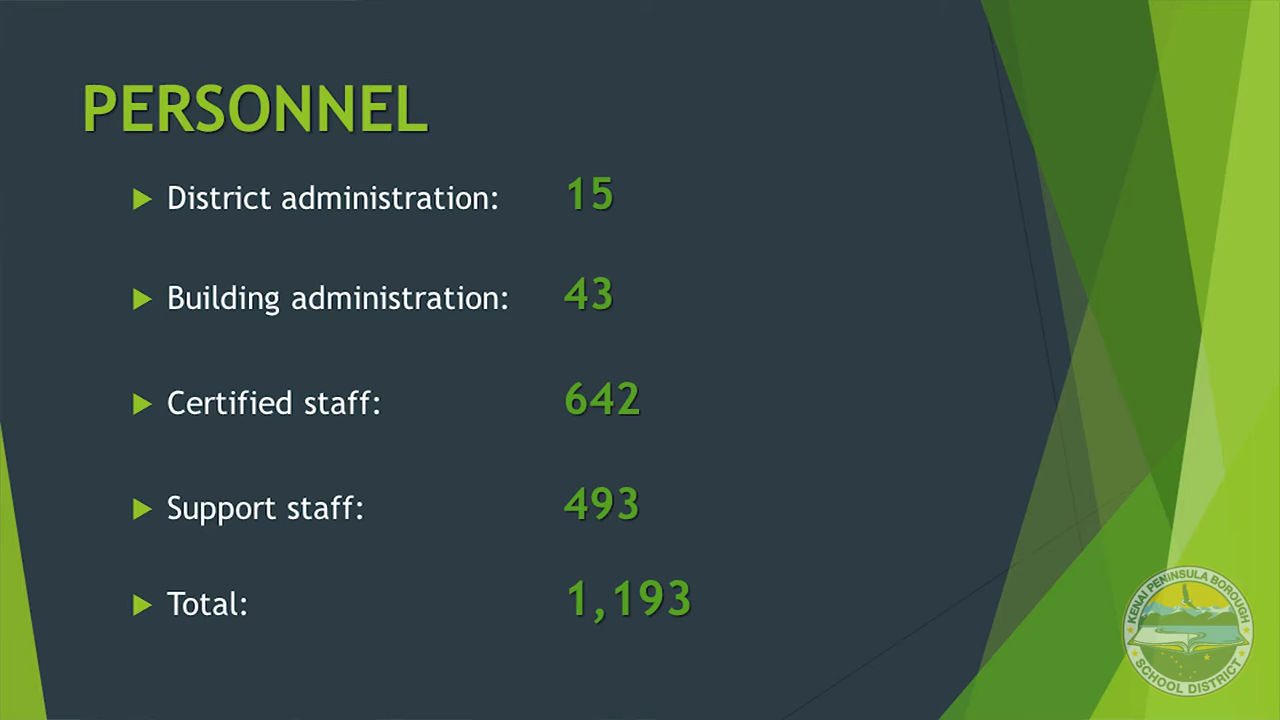 PERSONNEL
District administration: 15
Building administration: 43
Certified staff: 642
Support staff: 493
Total: 1,193
KENAI PENINSULA BOROUGH
SCHOOL DISTRICT